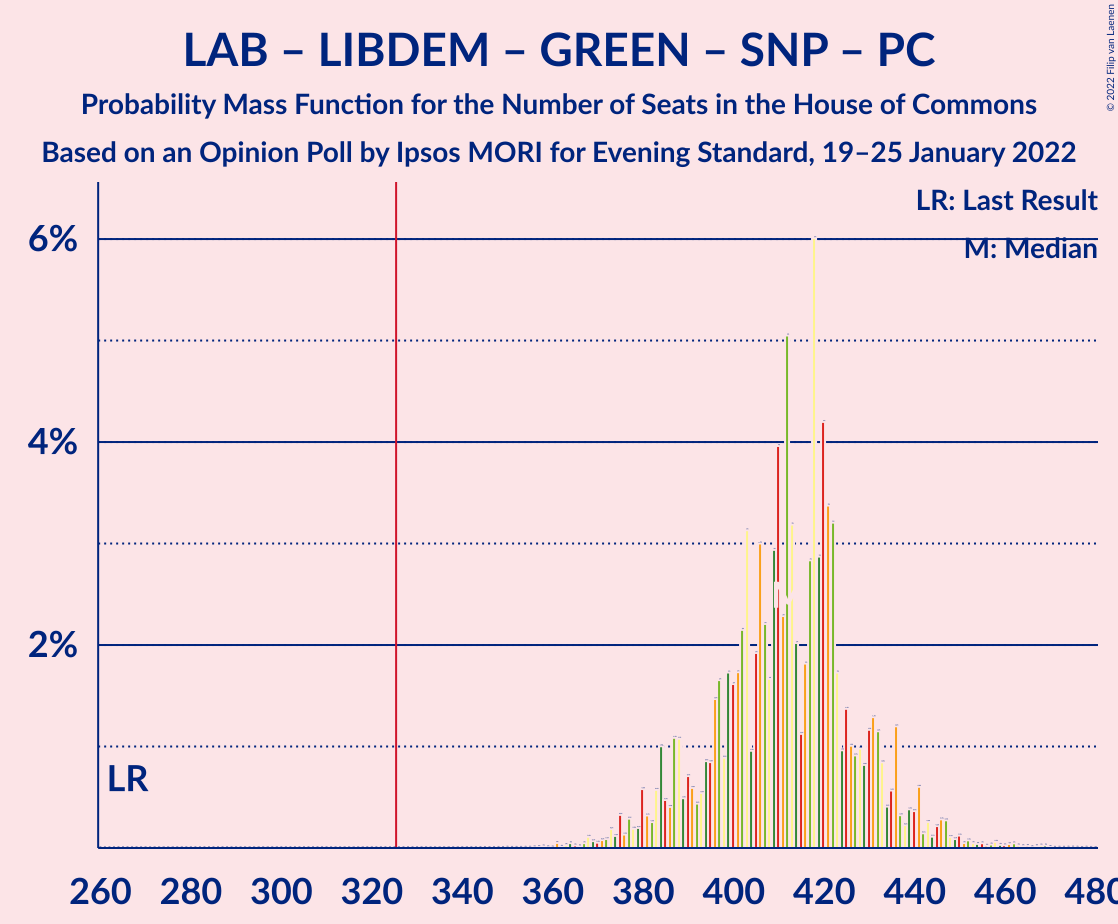 LAB – LIBDEM – GREEN – SNP – PC
Probability Mass Function for the Number of Seats in the House of Commons
Based on an Opinion Poll by Ipsos MORI for Evening Standard, 19–25 January 2022
© 2022 Filip van Laenen
LR: Last Result
M: Median
6%
4%
2%
LR
260 280 300 320 340 360 380 400 420 440 460 480